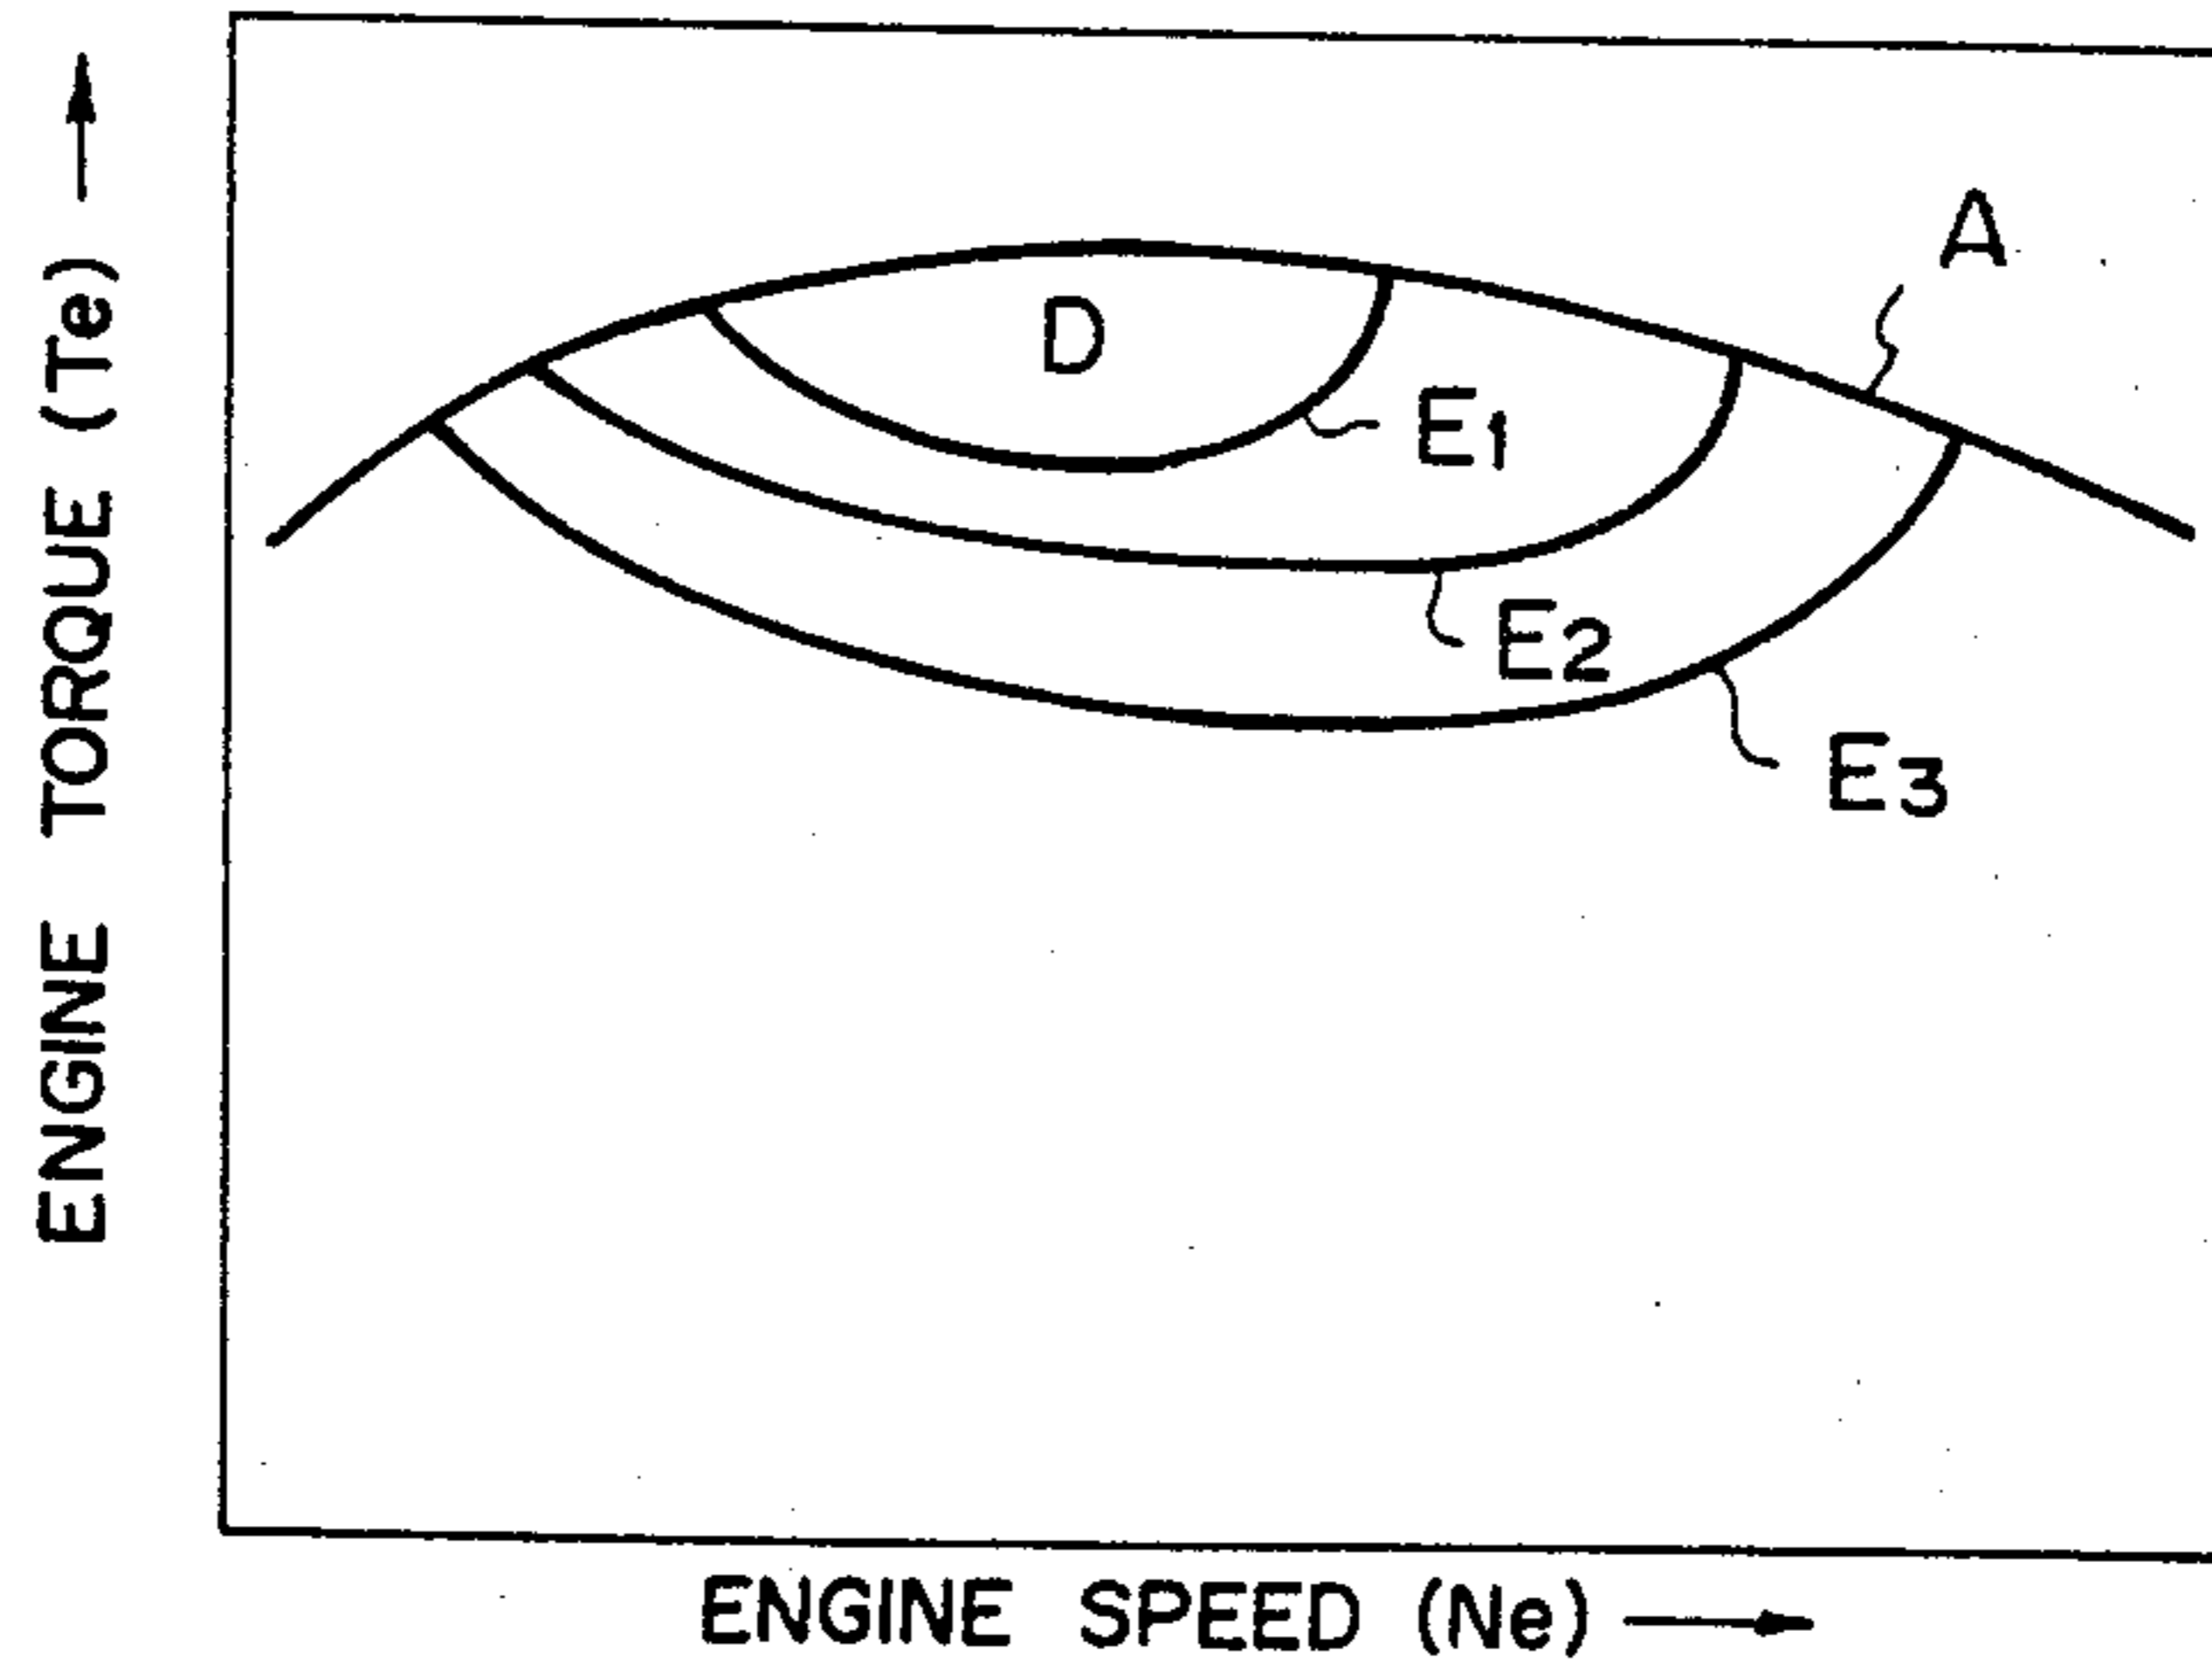 ENGINE TORQUE (Te)
A
D
E1
E2
E3
ENGINE SPEED (Ne)